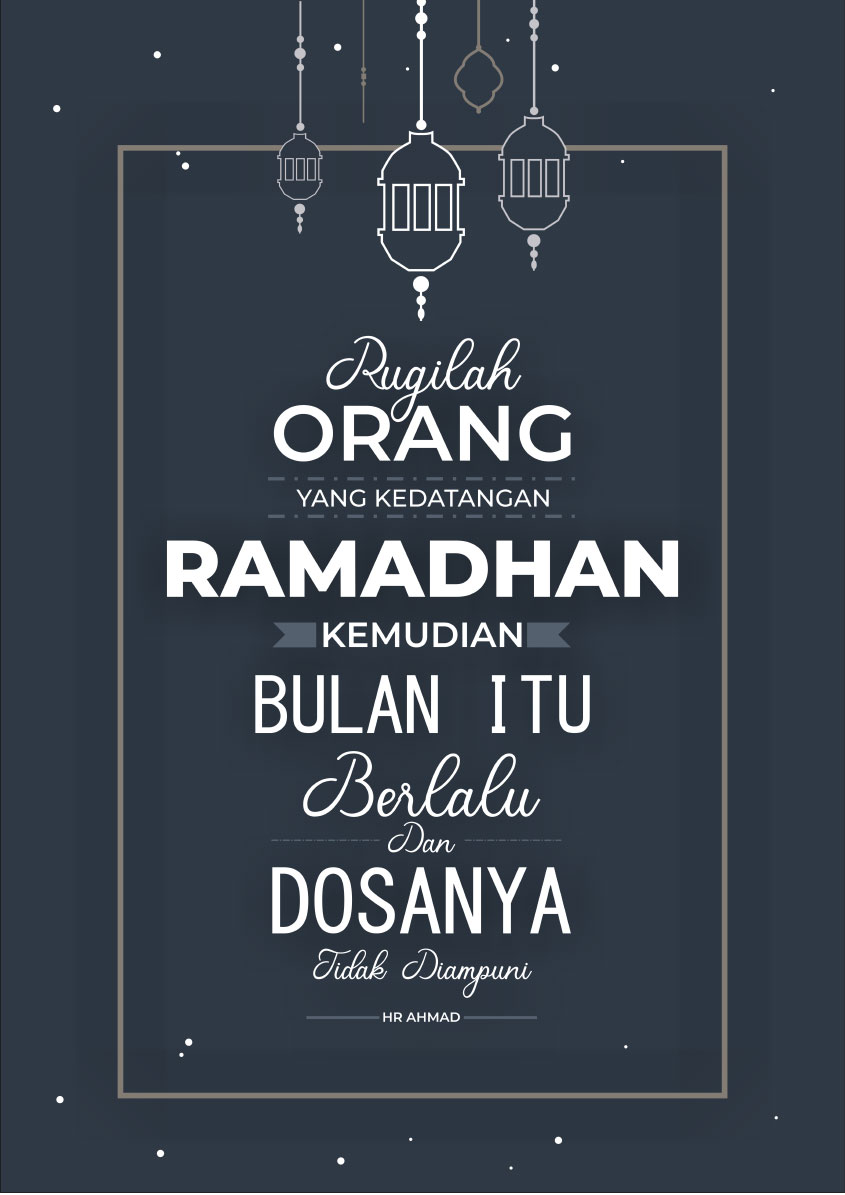 Rugilah
ORANG
YANG KEDATANGAN
RAMADHAN
KEMUDIAN
BULAN ITU
Berlalu
Dan
DOSANYA
Tidak Diampuni
HR AHMAD